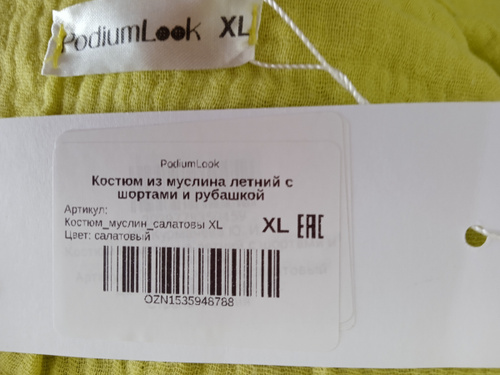 PodiumLook XL
PodiumLook
Костюм из муслина летний с
шортами и рубашкой
Артикул:
Костюм_муслин_салатовы XL
Цвет: салатовый
XL EAC
OZN1535948788